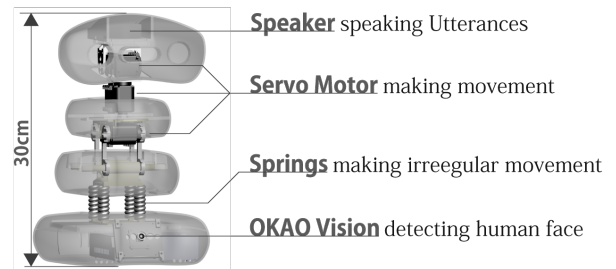 Speaker speaking Utterances
Servo Motor making movement
30cm
Springs making irreegular movement
OKAO Vision detecting human face